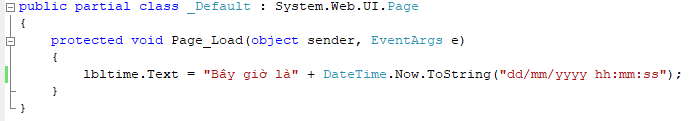 public partial class _Default : System.Web.UI.Page
{
    protected void Page_Load(object sender, EventArgs e)
    {
        lbltime.Text = "Bây giờ là" + DateTime.Now.ToString("dd/mm/yyyy hh:mm:ss");
    }
}